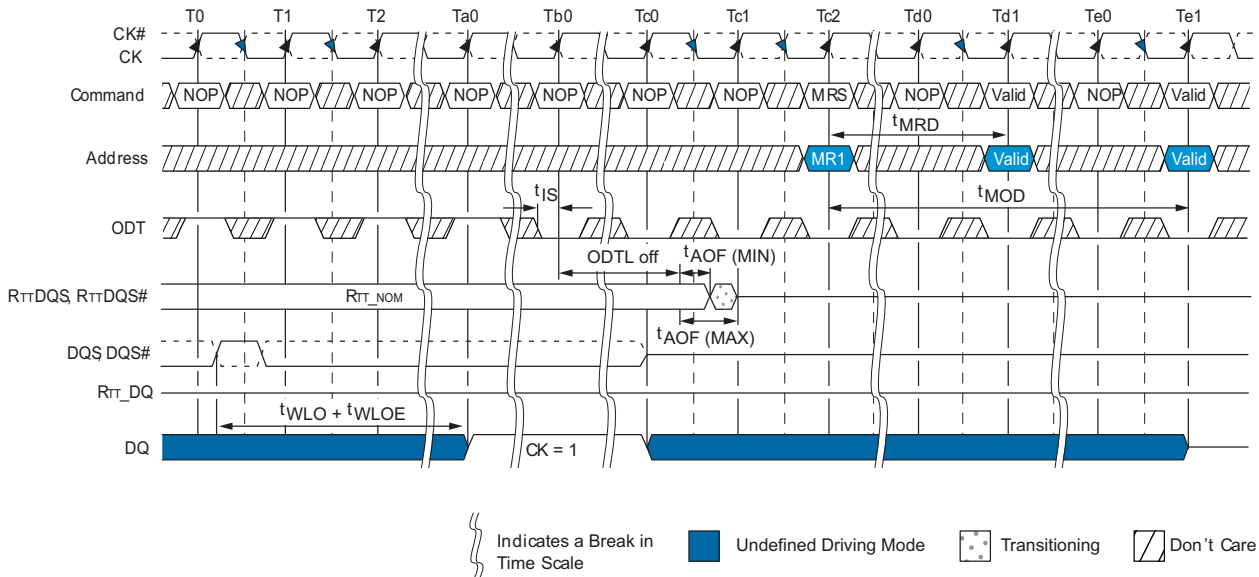 T0 T1 T2 Ta0 Tb0 Tc0 Tc1 Tc2 Td0 Td1 Te0 Te1
CK#
CK
Command NOP NOP NOP NOP NOP NOP NOP MRS NOP Valid NOP Valid
tMRD
Address MR1 Valid Valid
tIS tMOD
ODT
ODTL off tAOF (MIN)
RTTDQS, RTTDQS# RTT_NOM
tAOF (MAX)
DQS, DQS#
RTT_DQ
tWLO + tWLOE
DQ CK = 1
Indicates a Break in
Time Scale
Undefined Driving Mode
Transitioning
Don't Care